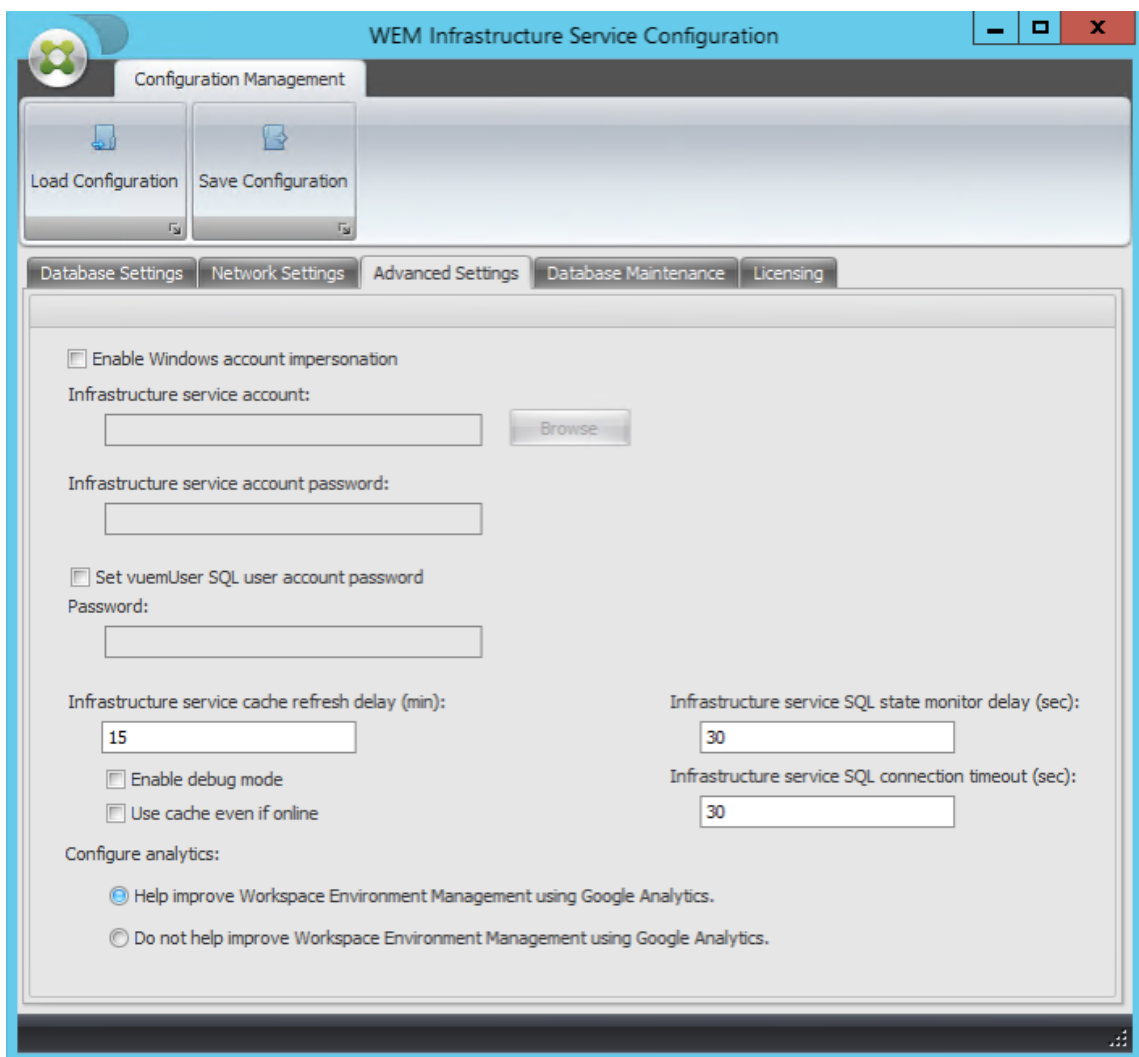 WEM Infrastructure Service Configuration
Configuration Management
Load Configuration
Save Configuration
Database Settings
Network Settings
Advanced Settings
Database Maintenance
Licensing
Enable Windows account impersonation
Infrastructure service account:
Browse
Infrastructure service account password:
Set vuemUser SQL user account password
Password:
Infrastructure service cache refresh delay (min):
15
Infrastructure service SQL state monitor delay (sec):
30
Enable debug mode
Use cache even if online
Infrastructure service SQL connection timeout (sec):
30
Configure analytics:
Help improve Workspace Environment Management using Google Analytics.
Do not help improve Workspace Environment Management using Google Analytics.